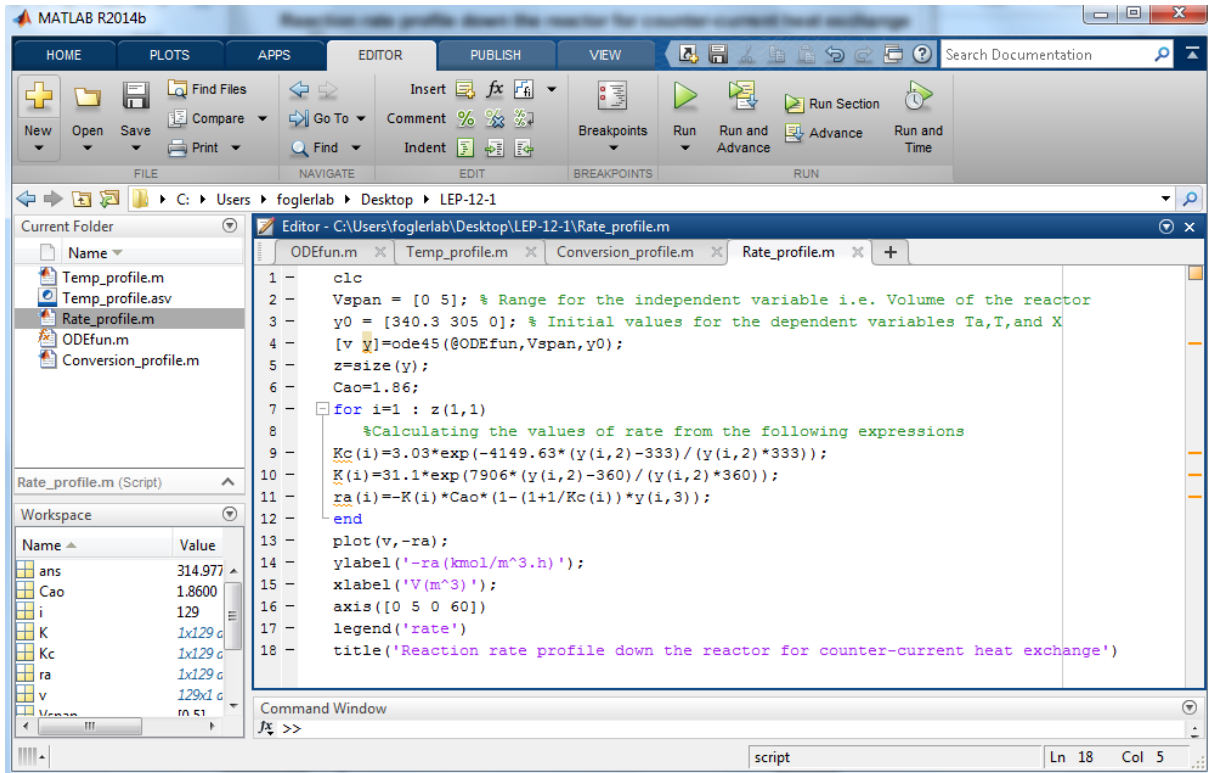 MATLAB R2014b
Reaction rate profile down the reactor for counter-current heat exchange
HOME PLOTS APPS EDITOR PUBLISH VIEW Search Documentation
New Open Save Find Files Compare Print
Go To Find
Insert fx fi
Comment % % %
Indent
Breakpoints
Run Run and Advance Run Section Advance Run and Time
FILE NAVIGATE EDIT BREAKPOINTS RUN
C: Users foglerlab Desktop LEP-12-1
Current Folder
Name
Temp_profile.m
Temp_profile.asv
Rate_profile.m
ODEfun.m
Conversion_profile.m
Rate_profile.m (Script)
Workspace
Name Value
ans 314.977
Cao 1.8600
i 129
K 1x129 d
Kc 1x129 d
ra 1x129 d
v 129x1 d
Vspan [0 5]
Editor - C:\Users\foglerlab\Desktop\LEP-12-1\Rate_profile.m
ODEfun.m Temp_profile.m Conversion_profile.m Rate_profile.m +
1 clc
2 Vspan = [0 5]; % Range for the independent variable i.e. Volume of the reactor
3 y0 = [340.3 305 0]; % Initial values for the dependent variables Ta,T,and X
4 [v y]=ode45(@ODEfun,Vspan,y0);
5 z=size(y);
6 Cao=1.86;
7 for i=1 : z(1,1)
8 %Calculating the values of rate from the following expressions
9 Kc(i)=3.03*exp(-4149.63*(y(i,2)-333)/(y(i,2)*333));
10 K(i)=31.1*exp(7906*(y(i,2)-360)/(y(i,2)*360));
11 ra(i)=-K(i)*Cao*(1-(1+1/Kc(i))*y(i,3));
12 end
13 plot(v,-ra);
14 ylabel('-ra(kmol/m^3.h)');
15 xlabel('V(m^3)');
16 axis([0 5 0 60])
17 legend('rate')
18 title('Reaction rate profile down the reactor for counter-current heat exchange')
Command Window
fx >>
script Ln 18 Col 5